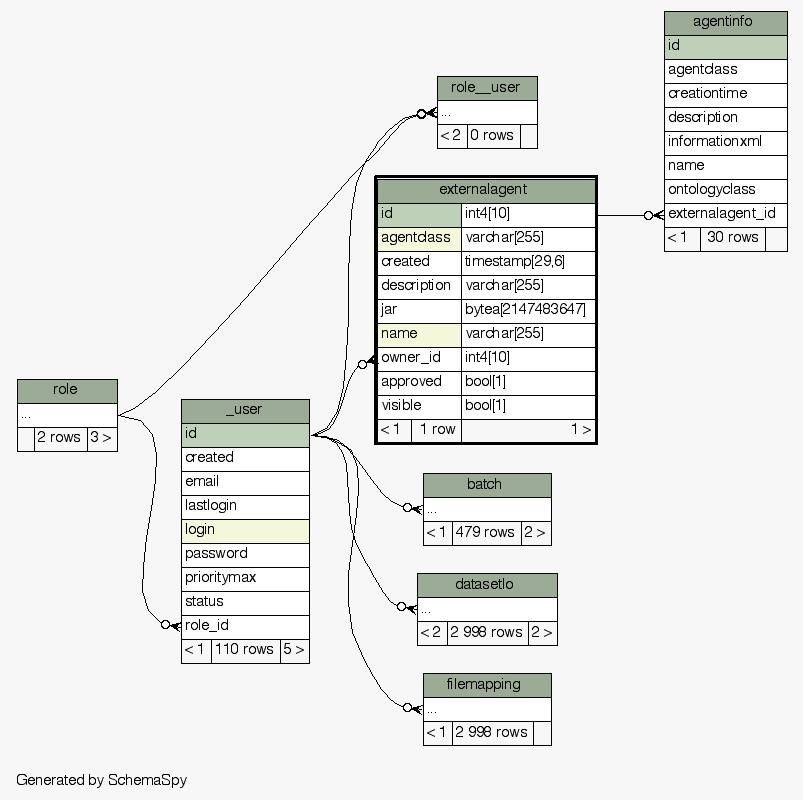 agentinfo
id
agentclass
creationtime
description
informationxml
name
ontologyclass
externalagent_id
< 1 30 rows
role__user
...
< 2 0 rows
externalagent
id int4[10]
agentclass varchar[255]
created timestamp[29,6]
description varchar[255]
jar bytea[2147483647]
name varchar[255]
owner_id int4[10]
approved bool[1]
visible bool[1]
< 1 1 row 1 >
role
...
2 rows 3 >
_user
id
created
email
lastlogin
login
password
prioritymax
status
role_id
< 1 110 rows 5 >
batch
...
< 1 479 rows 2 >
datasetlo
...
< 2 2 998 rows 2 >
filemapping
...
< 1 2 998 rows
Generated by SchemaSpy